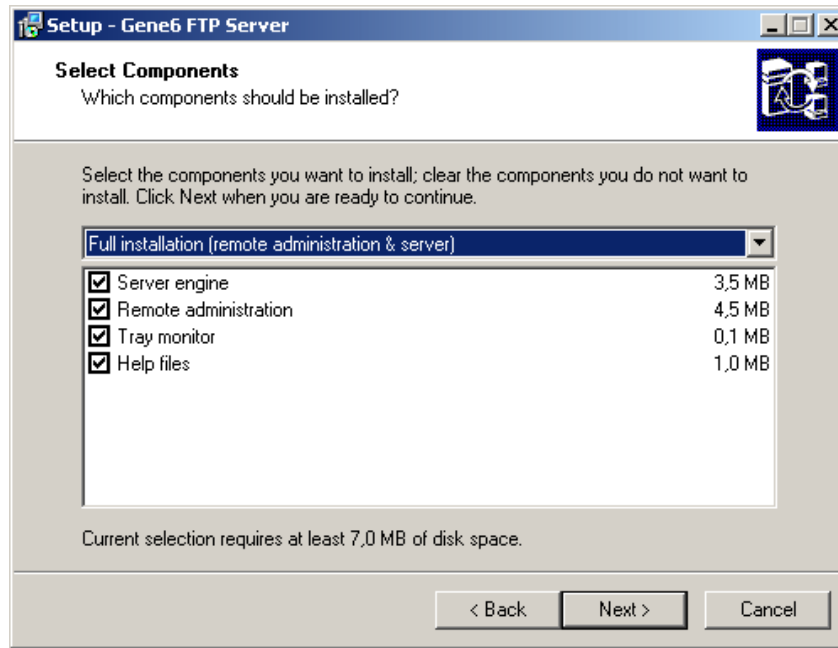 Setup - Gene6 FTP Server
Select Components
Which components should be installed?
Select the components you want to install; clear the components you do not want to
install. Click Next when you are ready to continue.
Full installation (remote administration & server)
Server engine 3,5 MB
Remote administration 4,5 MB
Tray monitor 0,1 MB
Help files 1,0 MB
Current selection requires at least 7,0 MB of disk space.
< Back Next > Cancel